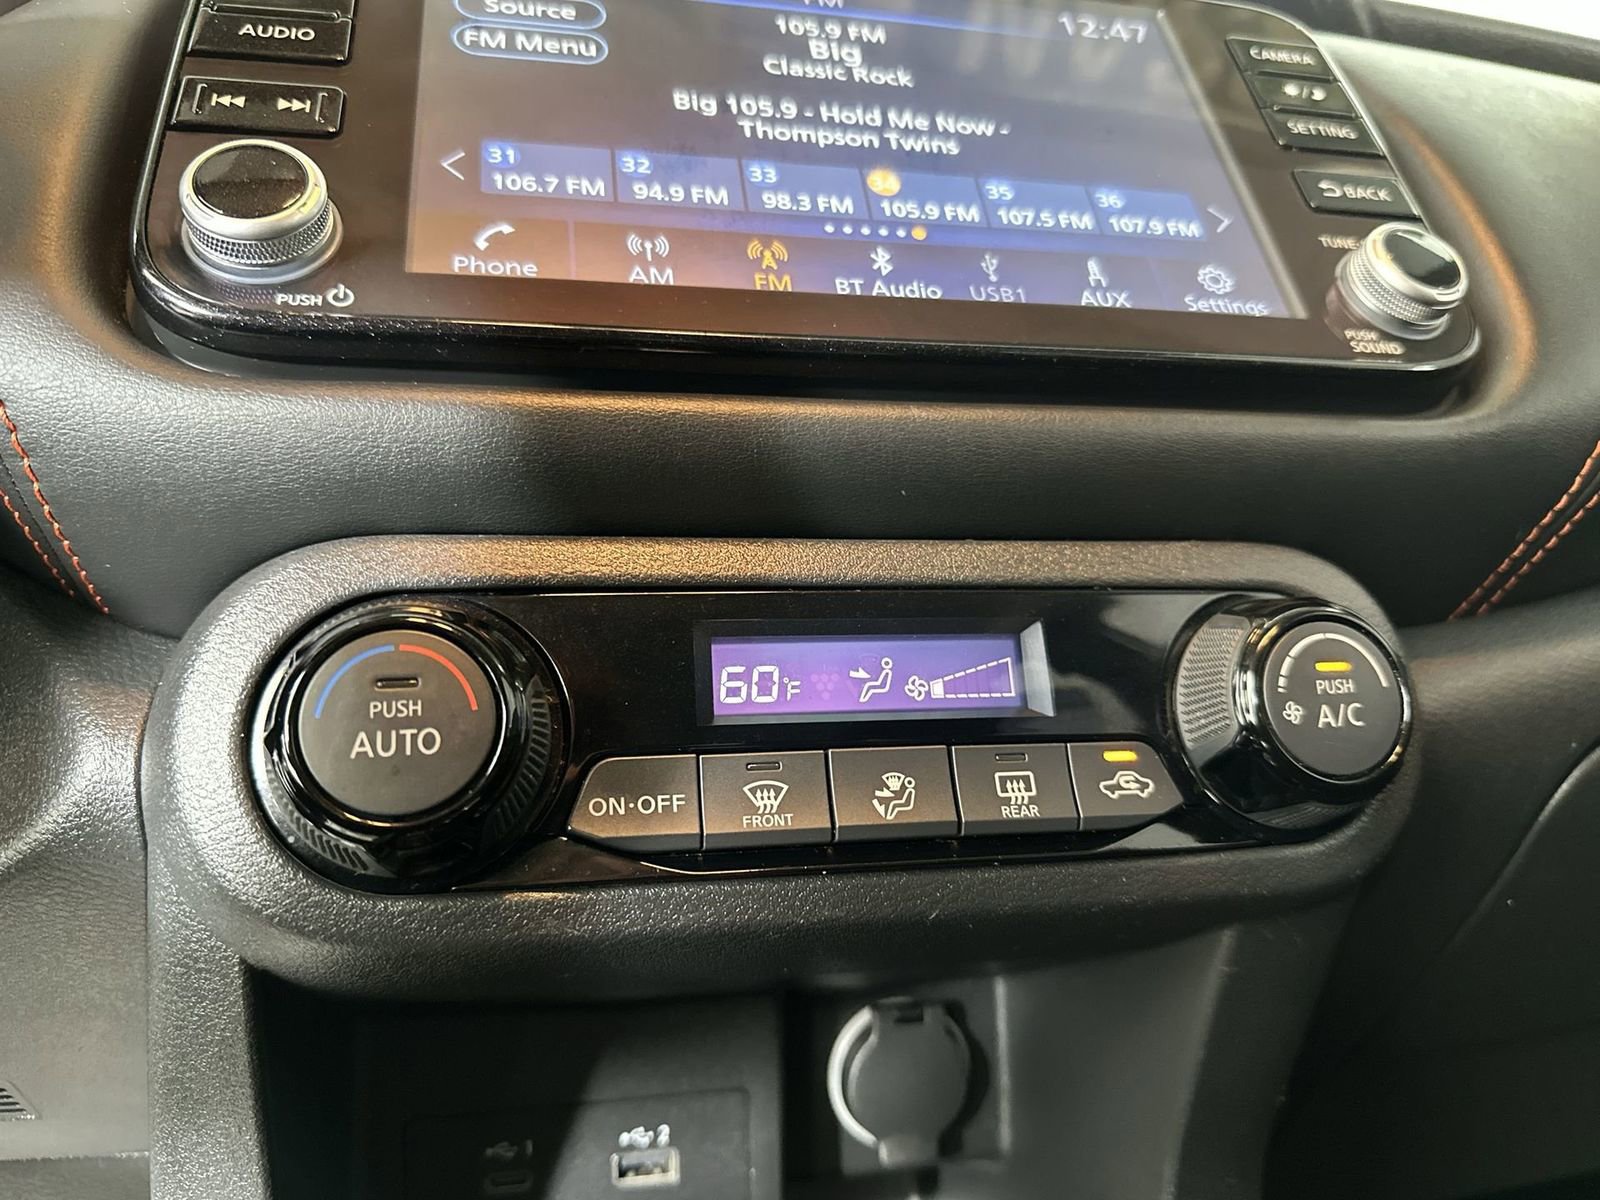 AUDIO
Source
FM Menu
FM
105.9 FM
Big
Classic Rock
12:47
Big 105.9 - Hold Me Now -
Thompson Twins
31
106.7 FM
32
94.9 FM
33
98.3 FM
34
105.9 FM
35
107.5 FM
36
107.9 FM
Phone
AM
FM
BT Audio
USB1
AUX
Settings
PUSH
CAMERA
SETTING
BACK
TUNE
PUSH
SOUND
PUSH
AUTO
60°F
PUSH
A/C
ON·OFF
FRONT
REAR
1
2